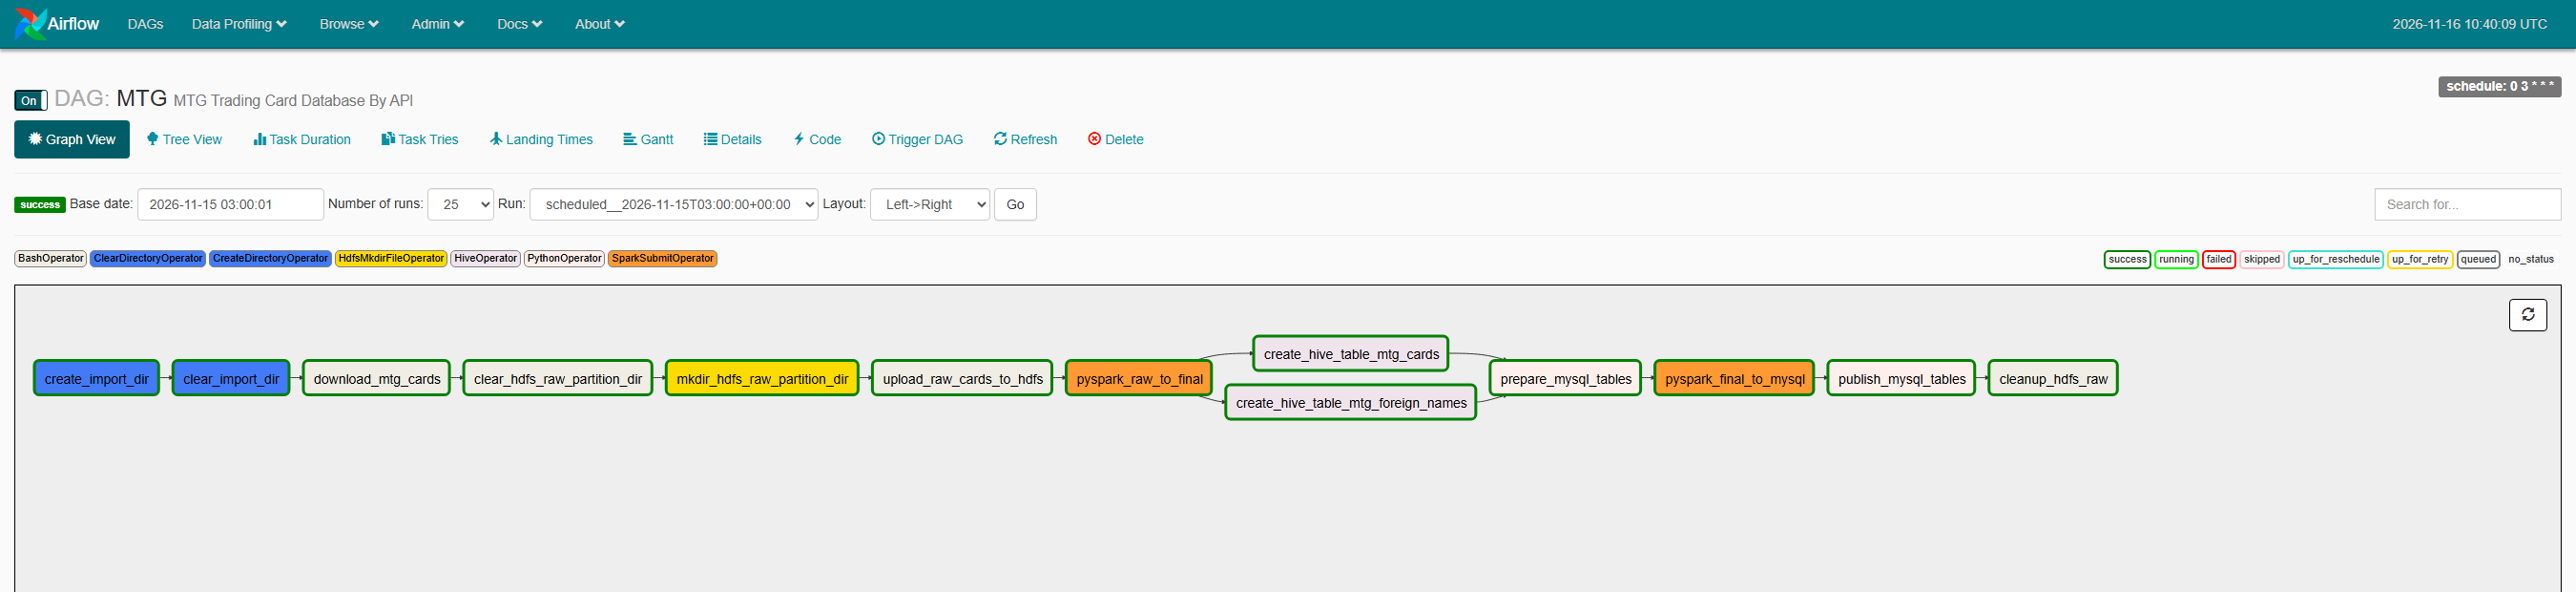 Airflow DAGs Data Profiling Browse Admin Docs About 2026-11-16 10:40:09 UTC
schedule: 0 3 * * *
On DAG: MTG MTG Trading Card Database By API
Graph View Tree View Task Duration Task Tries Landing Times Gantt Details Code Trigger DAG Refresh Delete
success Base date: 2026-11-15 03:00:01 Number of runs: 25 Run: scheduled__2026-11-15T03:00:00+00:00 Layout: Left->Right Go Search for...
BashOperator ClearDirectoryOperator CreateDirectoryOperator HdfsMkdirFileOperator HiveOperator PythonOperator SparkSubmitOperator success running failed skipped up_for_reschedule up_for_retry queued no_status
create_hive_table_mtg_cards
create_import_dir clear_import_dir download_mtg_cards clear_hdfs_raw_partition_dir mkdir_hdfs_raw_partition_dir upload_raw_cards_to_hdfs pyspark_raw_to_final prepare_mysql_tables pyspark_final_to_mysql publish_mysql_tables cleanup_hdfs_raw
create_hive_table_mtg_foreign_names